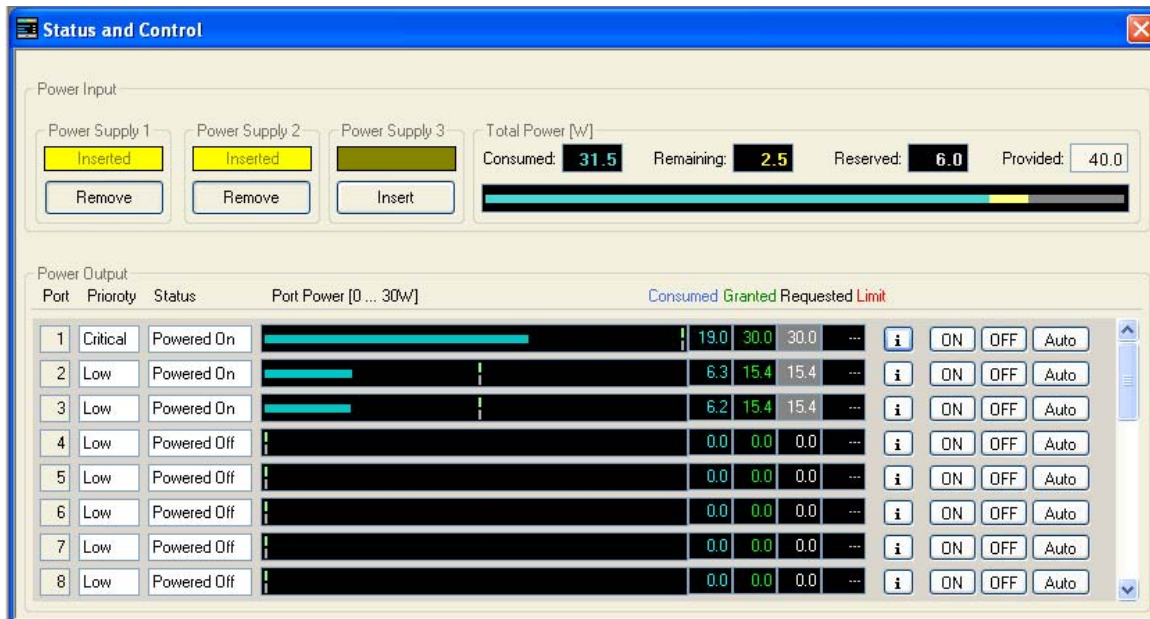 Status and Control
Power Input
Power Supply 1 Power Supply 2 Power Supply 3 Total Power [W]
Inserted Inserted Consumed: 31.5 Remaining: 2.5 Reserved: 6.0 Provided: 40.0
Remove Remove Insert
Power Output
Port Prioroty Status Port Power [0 ... 30W] Consumed Granted Requested Limit
1 Critical Powered On 19.0 30.0 30.0 --- i ON OFF Auto
2 Low Powered On 6.3 15.4 15.4 --- i ON OFF Auto
3 Low Powered On 6.2 15.4 15.4 --- i ON OFF Auto
4 Low Powered Off 0.0 0.0 0.0 --- i ON OFF Auto
5 Low Powered Off 0.0 0.0 0.0 --- i ON OFF Auto
6 Low Powered Off 0.0 0.0 0.0 --- i ON OFF Auto
7 Low Powered Off 0.0 0.0 0.0 --- i ON OFF Auto
8 Low Powered Off 0.0 0.0 0.0 --- i ON OFF Auto